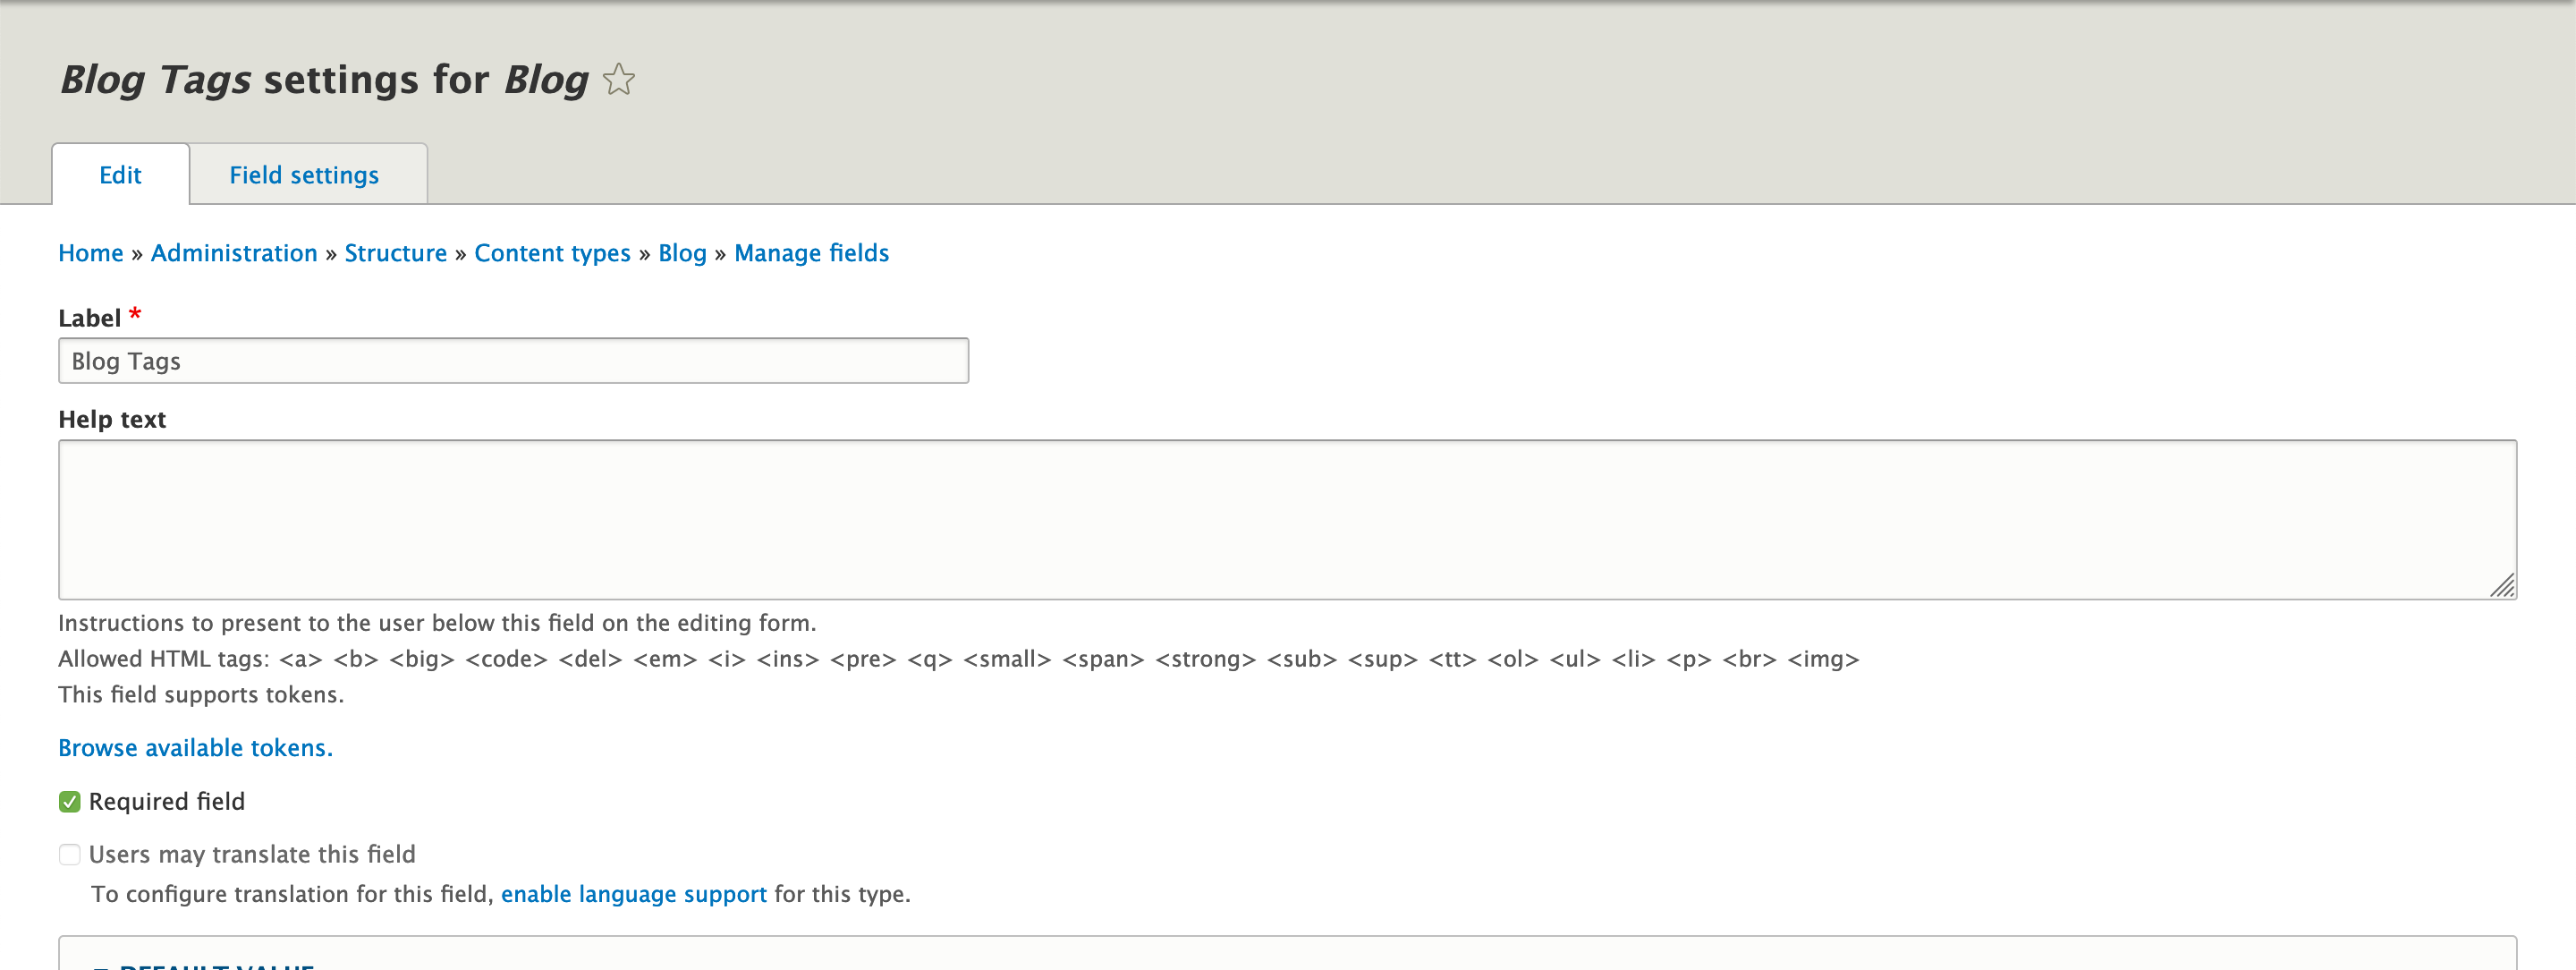 Blog Tags settings for Blog
Edit
Field settings
Home » Administration » Structure » Content types » Blog » Manage fields
Label *
Blog Tags
Help text
Instructions to present to the user below this field on the editing form.
Allowed HTML tags: <a> <b> <big> <code> <del> <em> <i> <ins> <pre> <q> <small> <span> <strong> <sub> <sup> <tt> <ol> <ul> <li> <p> <br> <img>
This field supports tokens.
Browse available tokens.
Required field
Users may translate this field
To configure translation for this field, enable language support for this type.
DEFAULT VALUE